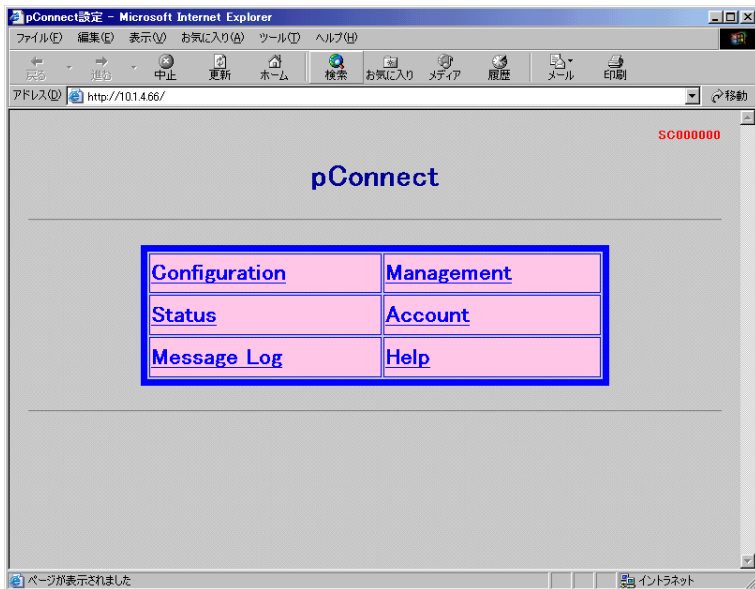 pConnect設定 - Microsoft Internet Explorer
ファイル(F) 編集(E) 表示(V) お気に入り(A) ツール(T) ヘルプ(H)
戻る 進む 中止 更新 ホーム 検索 お気に入り メディア 履歴 メール 印刷
アドレス(D) http://10.1.4.66/ 移動
SC000000
pConnect
Configuration Management
Status Account
Message Log Help
ページが表示されました イントラネット